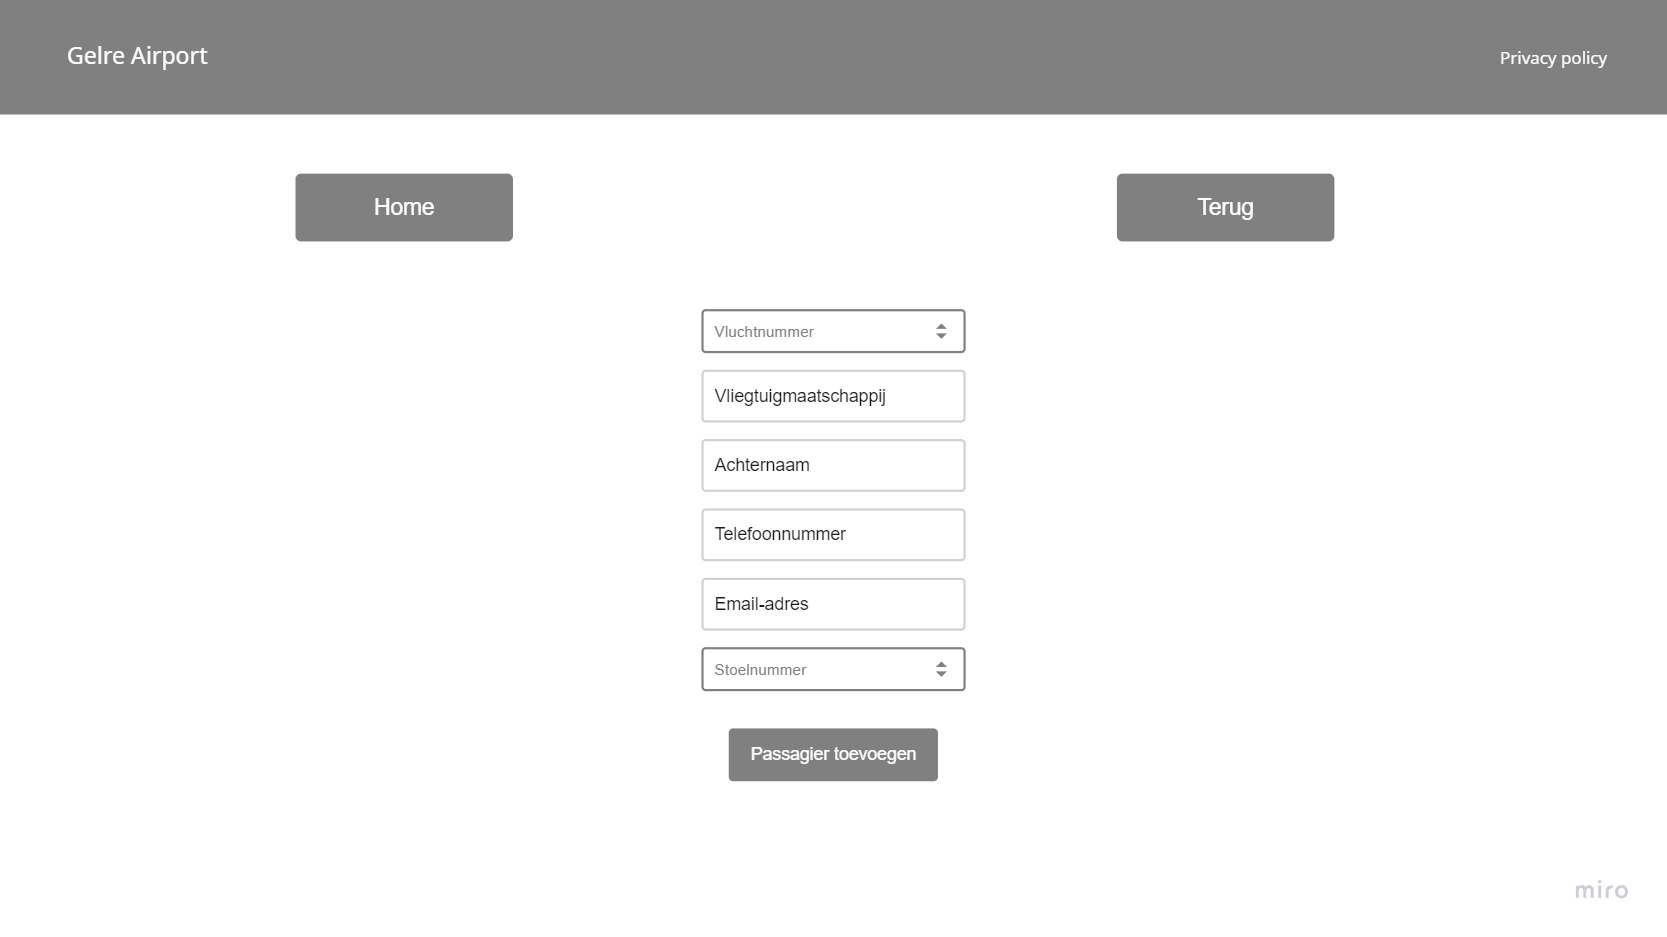 Gelre Airport
Privacy policy
Home
Terug
Vluchtnummer
Vliegtuigmaatschappij
Achternaam
Telefoonnummer
Email-adres
Stoelnummer
Passagier toevoegen
miro